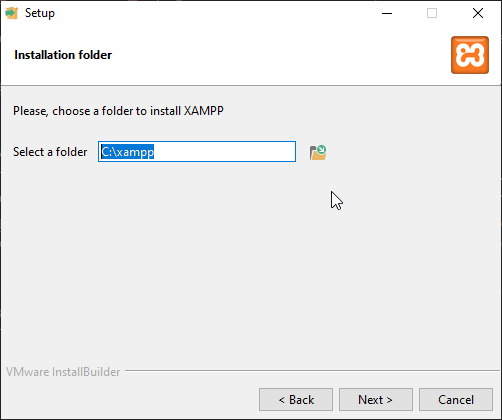 Setup
Installation folder
Please, choose a folder to install XAMPP
Select a folder C:\xampp
VMware InstallBuilder
< Back Next > Cancel